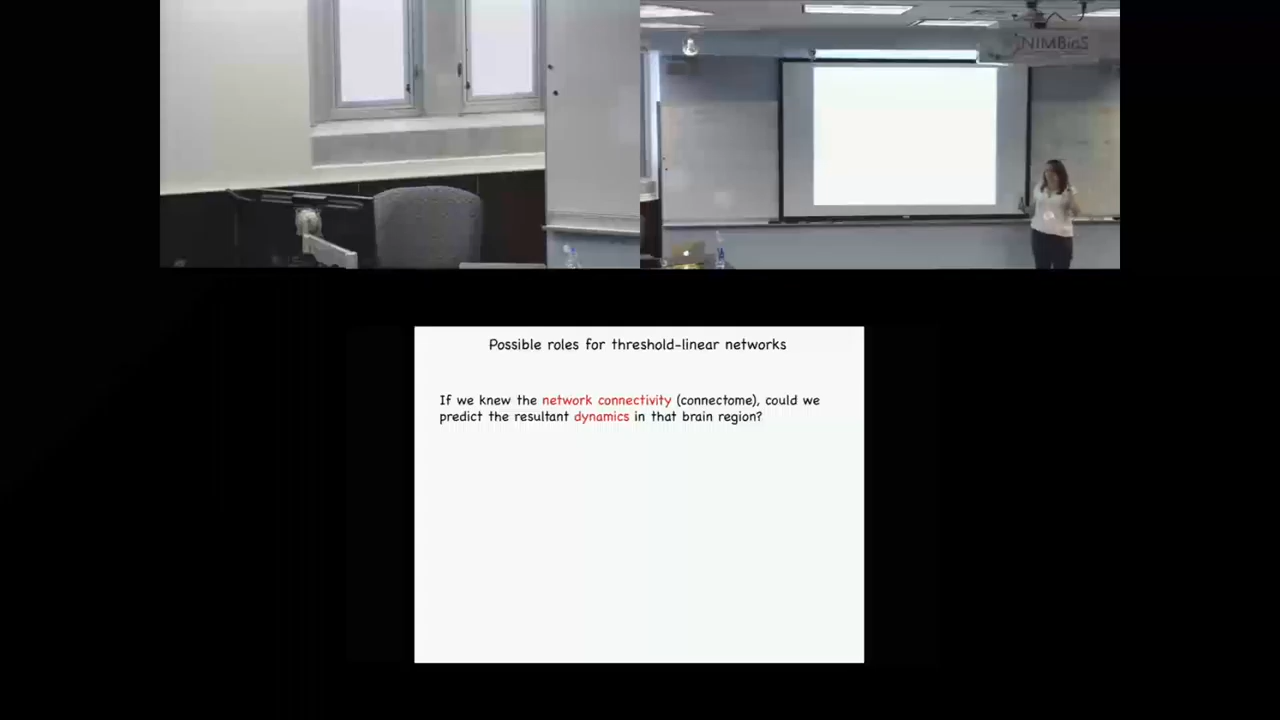 NIMBioS
Possible roles for threshold-linear networks
If we knew the network connectivity (connectome), could we
predict the resultant dynamics in that brain region?